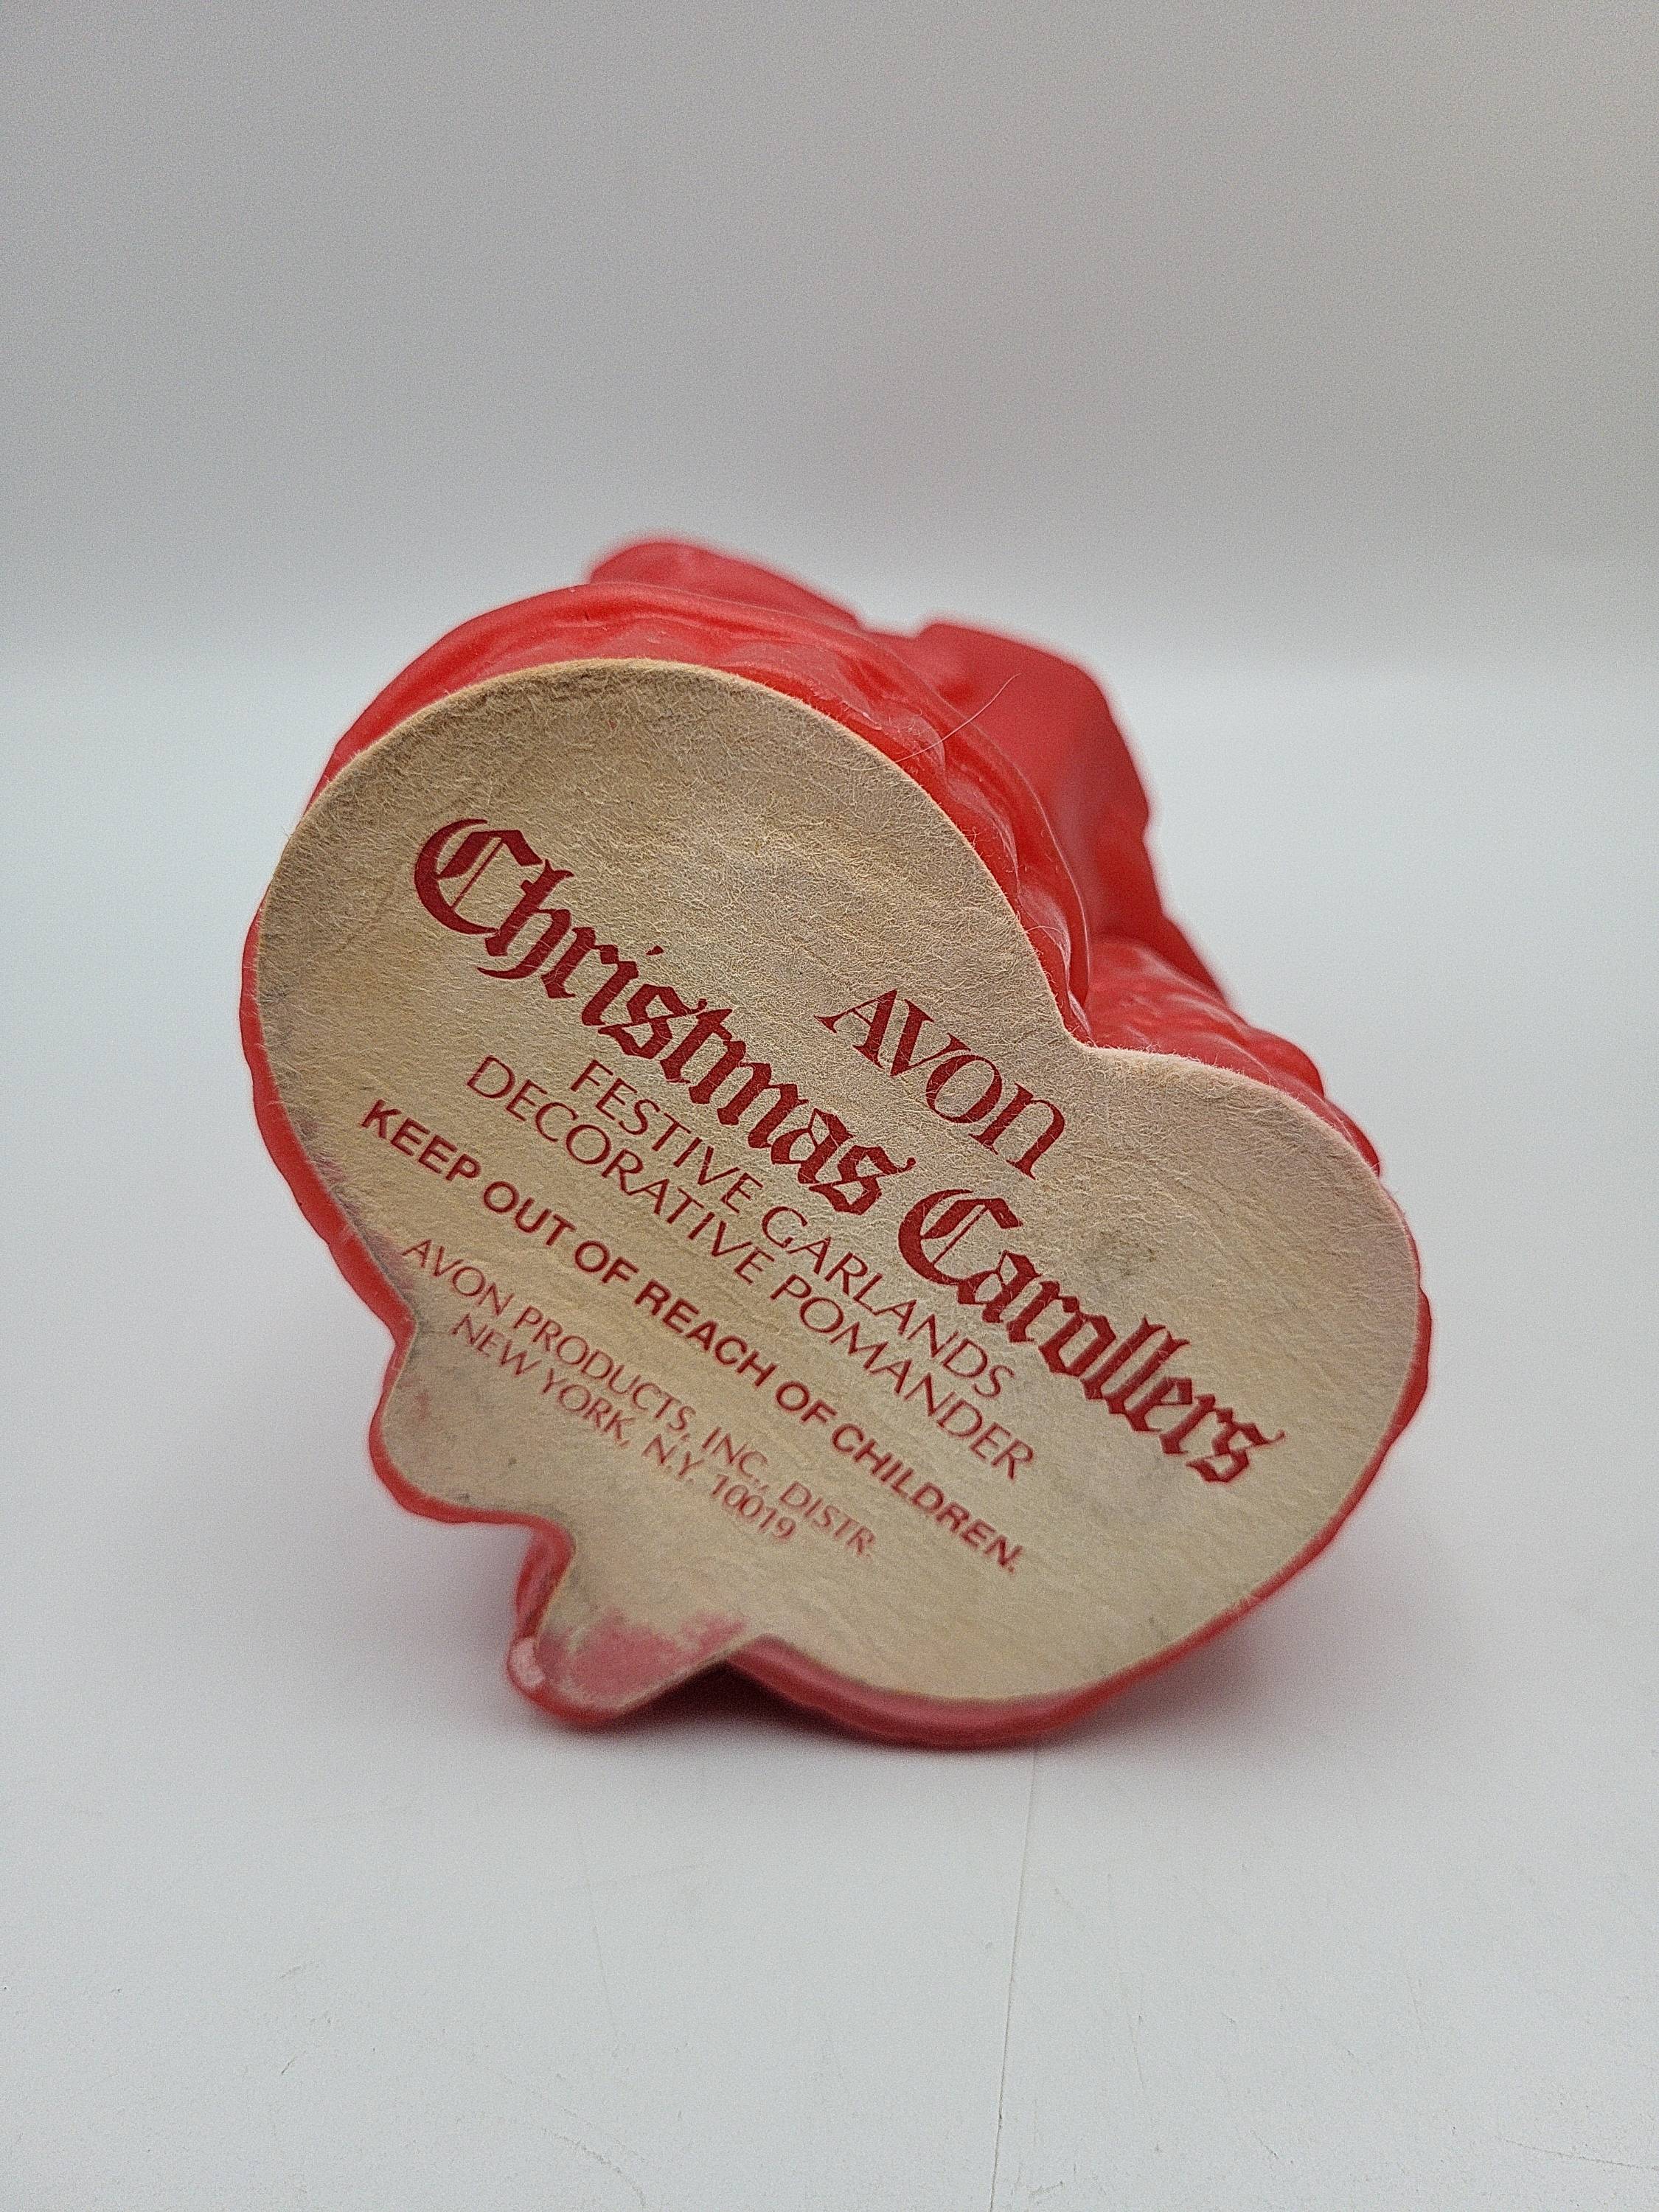 AVON
Christmas Carollers
FESTIVE GARLANDS
DECORATIVE POMANDER
KEEP OUT OF REACH OF CHILDREN.
AVON PRODUCTS, INC., DISTR.
NEW YORK, N.Y. 10019